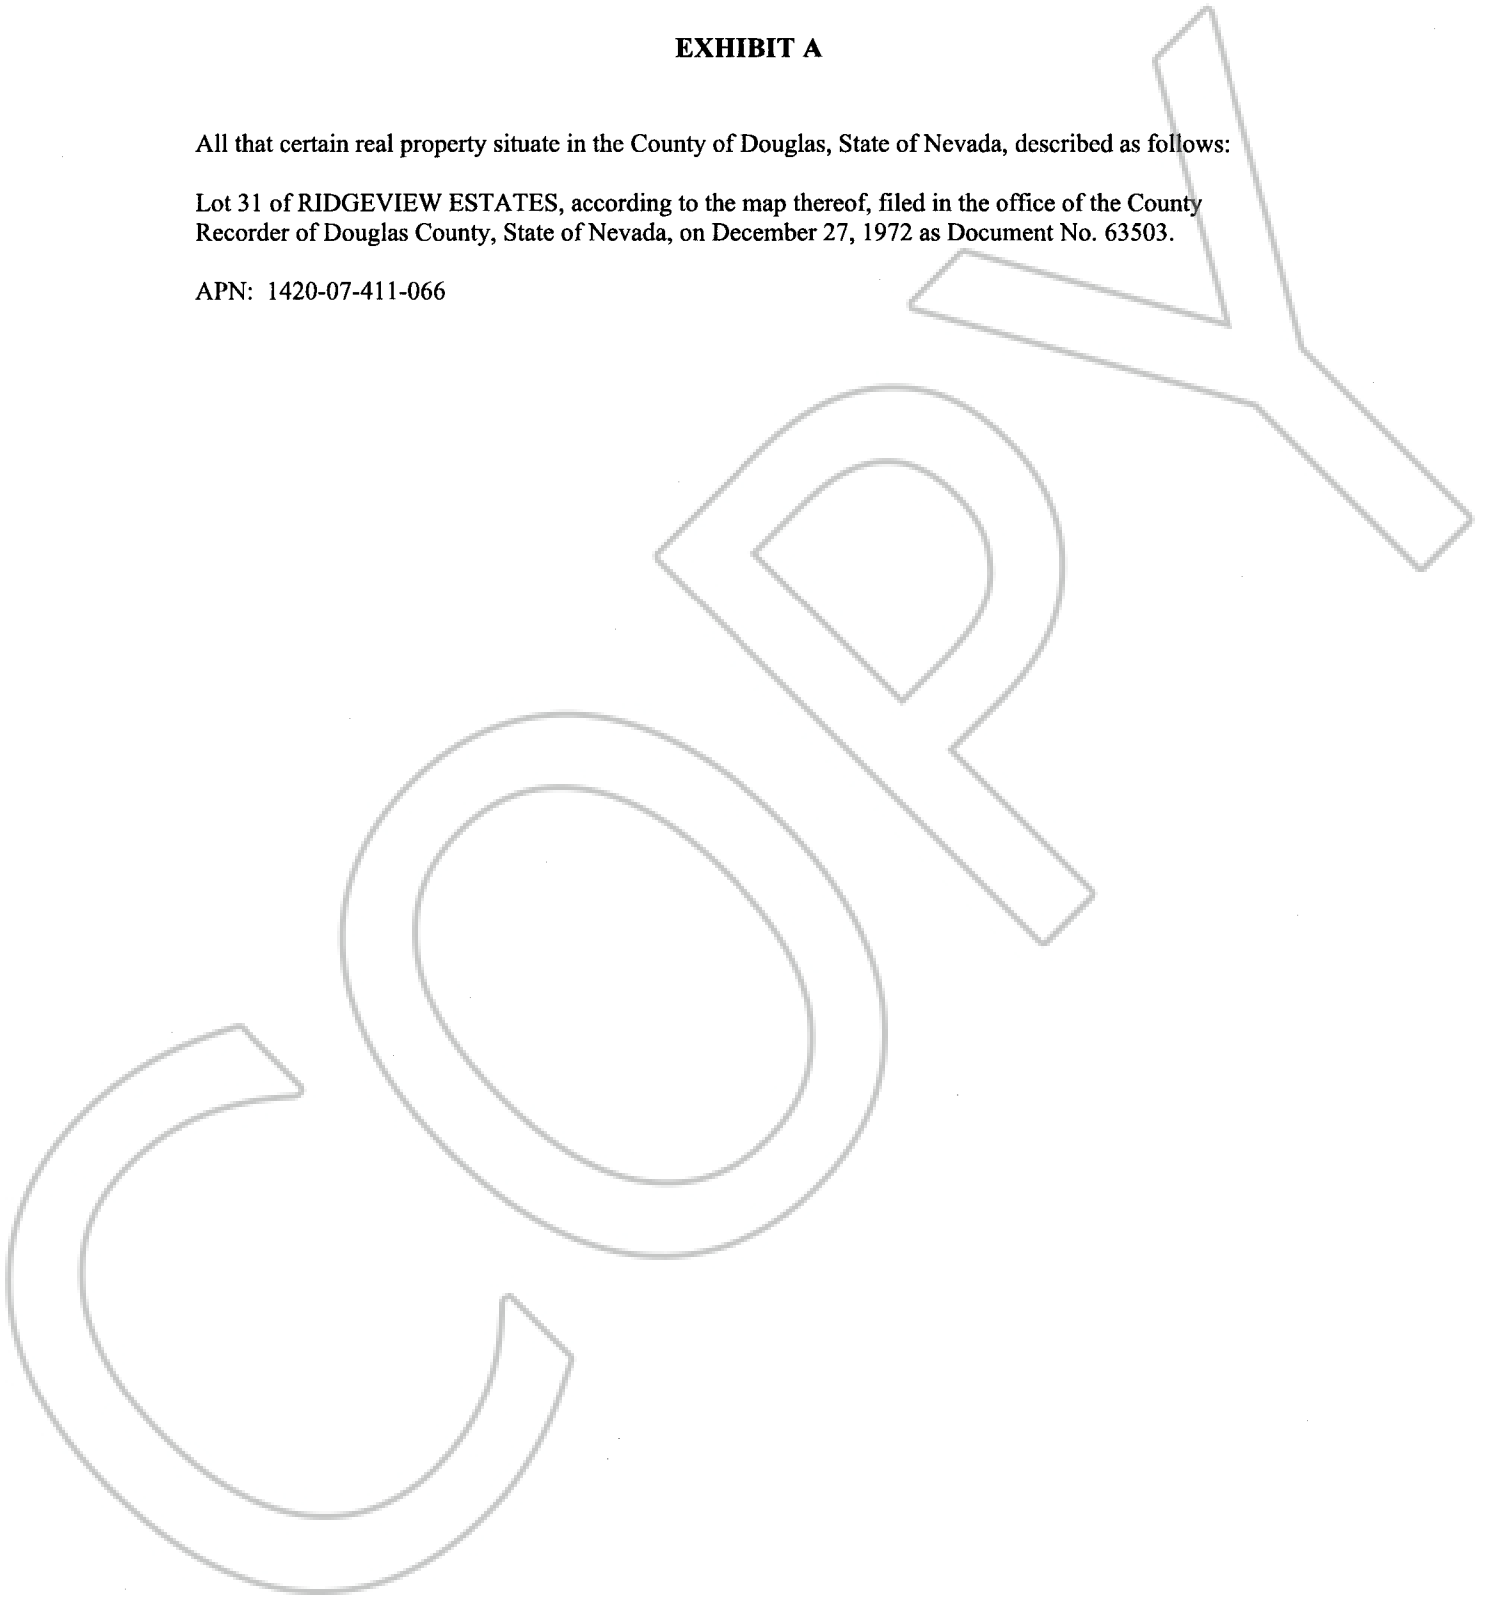 EXHIBIT A
All that certain real property situate in the County of Douglas, State of Nevada, described as follows:
Lot 31 of RIDGEVIEW ESTATES, according to the map thereof, filed in the office of the County
Recorder of Douglas County, State of Nevada, on December 27, 1972 as Document No. 63503.
APN:  1420-07-411-066
COPY